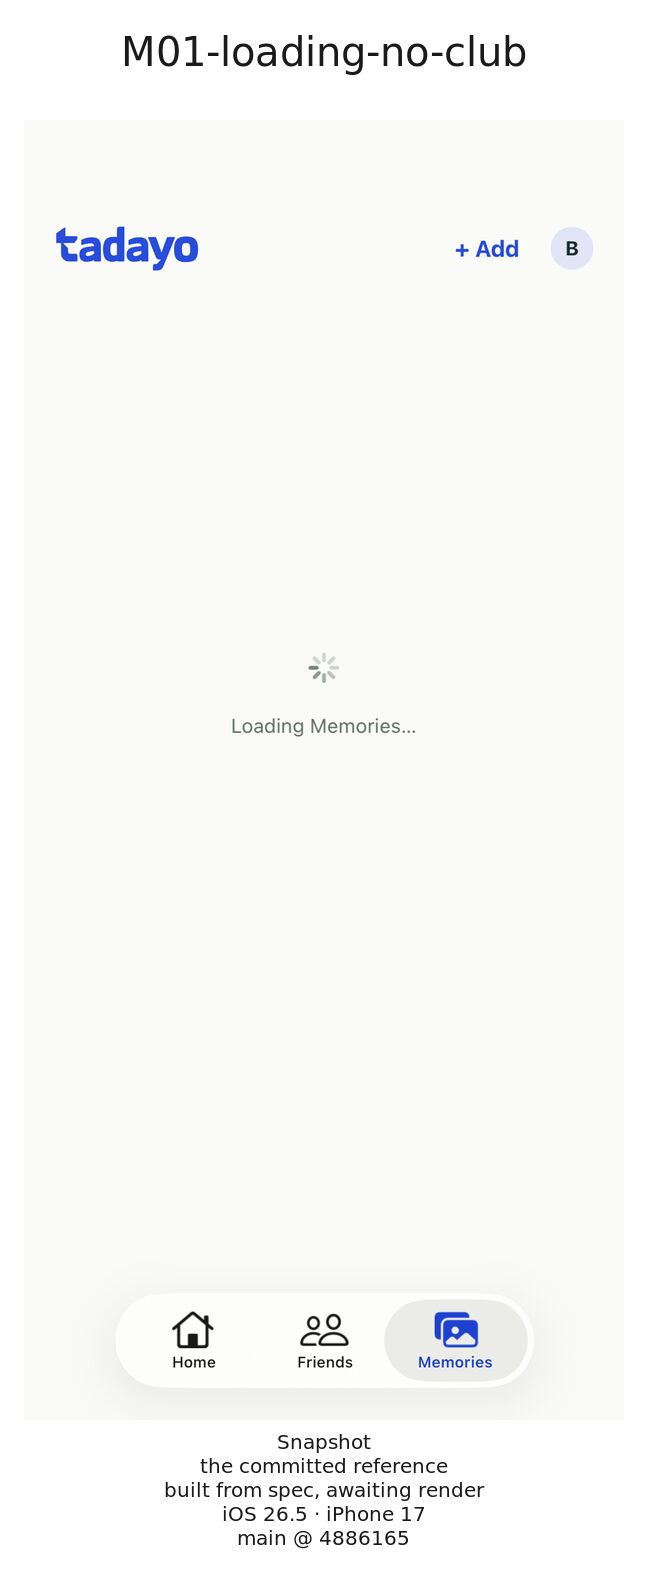 M01-loading-no-club
tadayo
+ Add
B
Loading Memories...
Home
Friends
Memories
Snapshot
the committed reference
built from spec, awaiting render
iOS 26.5 · iPhone 17
main @ 4886165